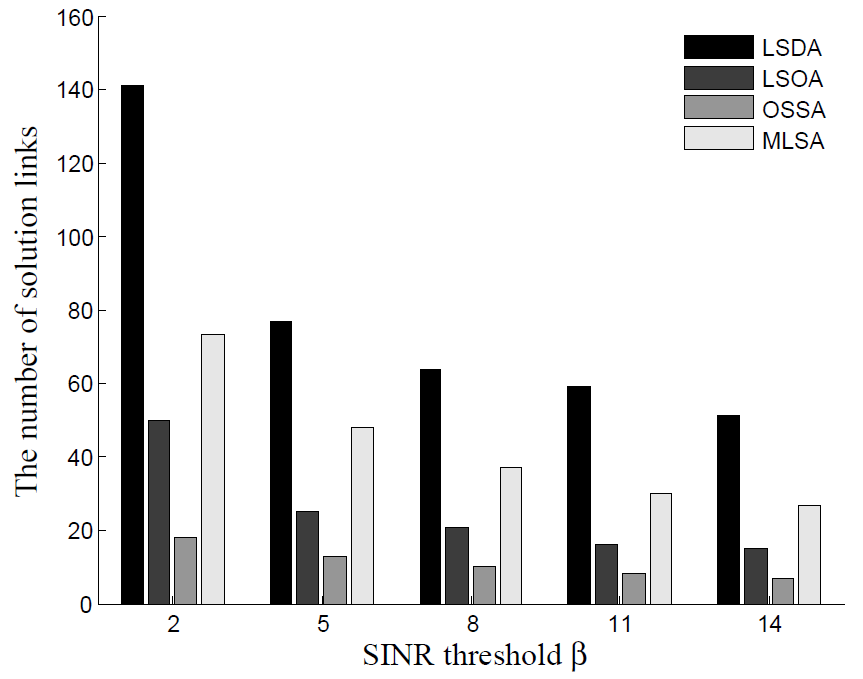 160
140
120
100
80
60
40
20
0
The number of solution links
LSDA
LSOA
OSSA
MLSA
2 5 8 11 14
SINR threshold β